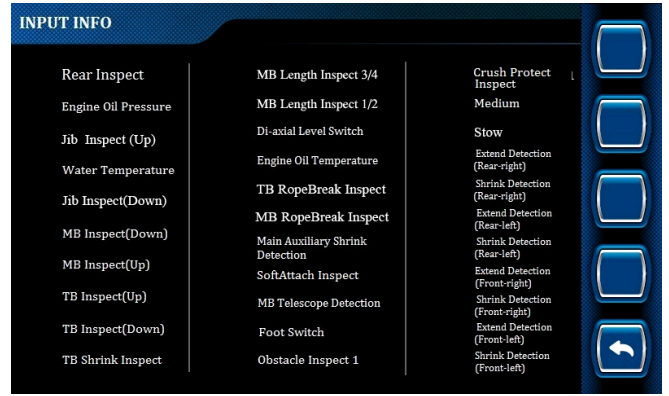 INPUT INFO
Rear Inspect
Engine Oil Pressure
Jib Inspect (Up)
Water Temperature
Jib Inspect(Down)
MB Inspect(Down)
MB Inspect(Up)
TB Inspect(Up)
TB Inspect(Down)
TB Shrink Inspect
MB Length Inspect 3/4
MB Length Inspect 1/2
Di-axial Level Switch
Engine Oil Temperature
TB RopeBreak Inspect
MB RopeBreak Inspect
Main Auxiliary Shrink
Detection
SoftAttach Inspect
MB Telescope Detection
Foot Switch
Obstacle Inspect 1
Crush Protect
Inspect
Medium
Stow
Extend Detection
(Rear-right)
Shrink Detection
(Rear-right)
Extend Detection
(Rear-left)
Shrink Detection
(Rear-left)
Extend Detection
(Front-right)
Shrink Detection
(Front-right)
Extend Detection
(Front-left)
Shrink Detection
(Front-left)